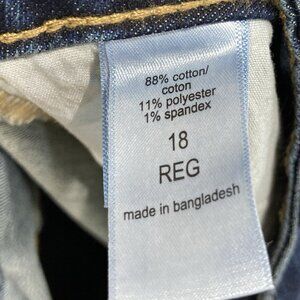 88% cotton/
coton
11% polyester
1% spandex
18
REG
made in bangladesh